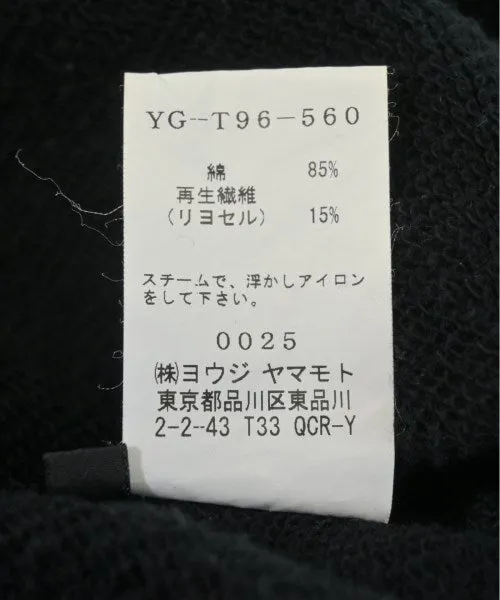 YG--T96-560
綿 85%
再生繊維
(リヨセル) 15%
スチームで、浮かしアイロン
をして下さい。
0025
㈱ヨウジ ヤマモト
東京都品川区東品川
2-2-43 T33 QCR-Y